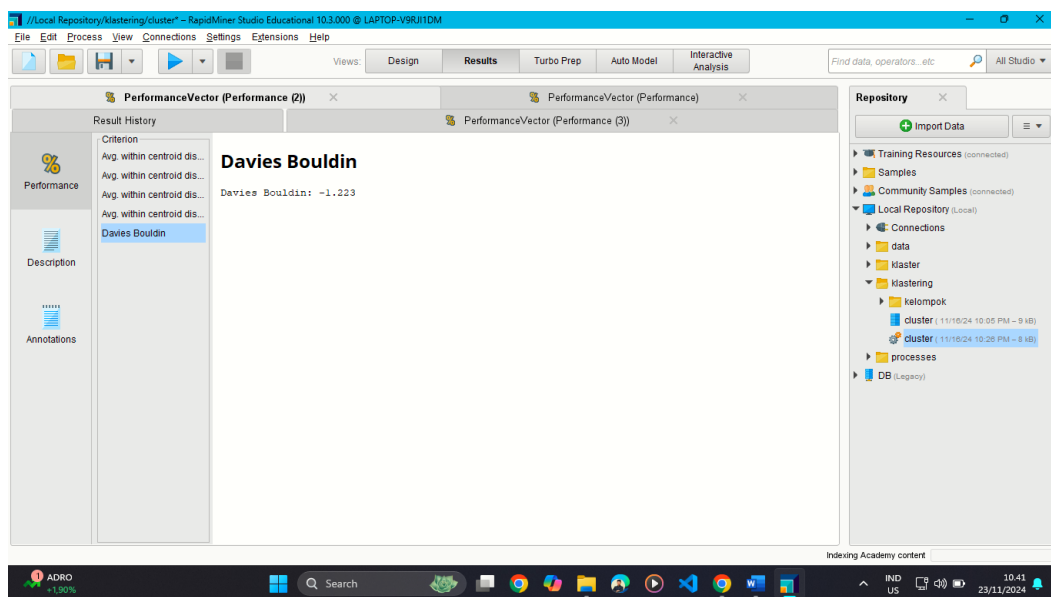 //Local Repository/klastering/cluster* – RapidMiner Studio Educational 10.3.000 @ LAPTOP-V9RJI1DM
File Edit Process View Connections Settings Extensions Help
Views: Design Results Turbo Prep Auto Model Interactive Analysis
Find data, operators...etc All Studio
PerformanceVector (Performance (2)) PerformanceVector (Performance)
Result History PerformanceVector (Performance (3))
Performance
Description
Annotations
Criterion
Avg. within centroid dis...
Avg. within centroid dis...
Avg. within centroid dis...
Avg. within centroid dis...
Davies Bouldin
Davies Bouldin
Davies Bouldin: -1.223
Repository
Import Data
Training Resources (connected)
Samples
Community Samples (connected)
Local Repository (Local)
Connections
data
klaster
klastering
kelompok
cluster (11/16/24 10:05 PM – 9 kB)
cluster (11/16/24 10:26 PM – 8 kB)
processes
DB (Legacy)
Indexing Academy content
1
ADRO
+1,90%
Search
IND
US
10.41
23/11/2024